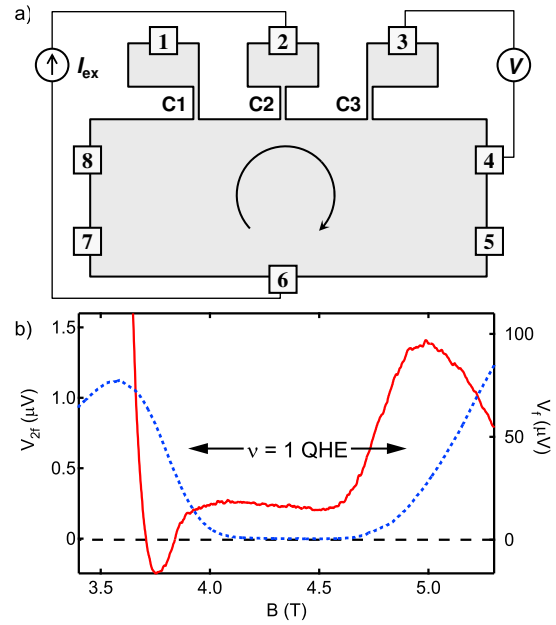 a)
1 2 3
I_ex V
C1 C2 C3
8 4
7 5
6
b)
1.5 100
1.0
V_2f (μV) 50 V_f (μV)
ν = 1 QHE
0.5
0 0
3.5 4.0 4.5 5.0
B (T)